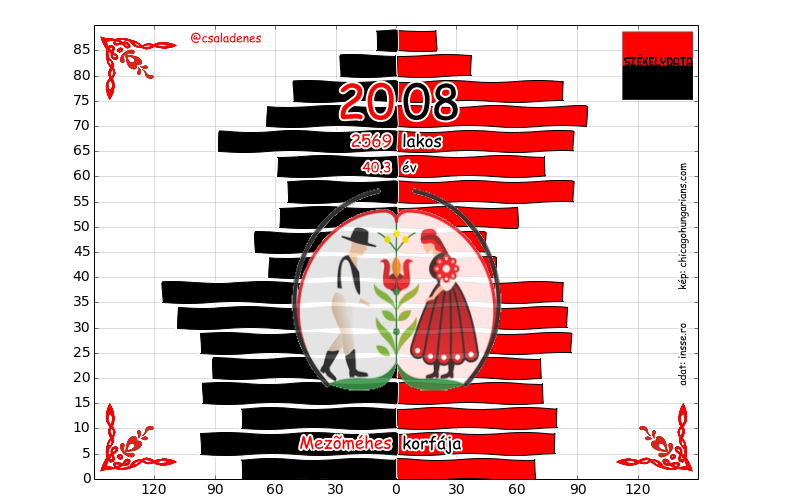 @csaladenes
SZÉKELYDATA
2008
2569 lakos
40.3 év
kép: chicagohungarians.com
adat: insse.ro
Mezőméhes korfája
85
80
75
70
65
60
55
50
45
40
35
30
25
20
15
10
5
0
120 90 60 30 0 30 60 90 120